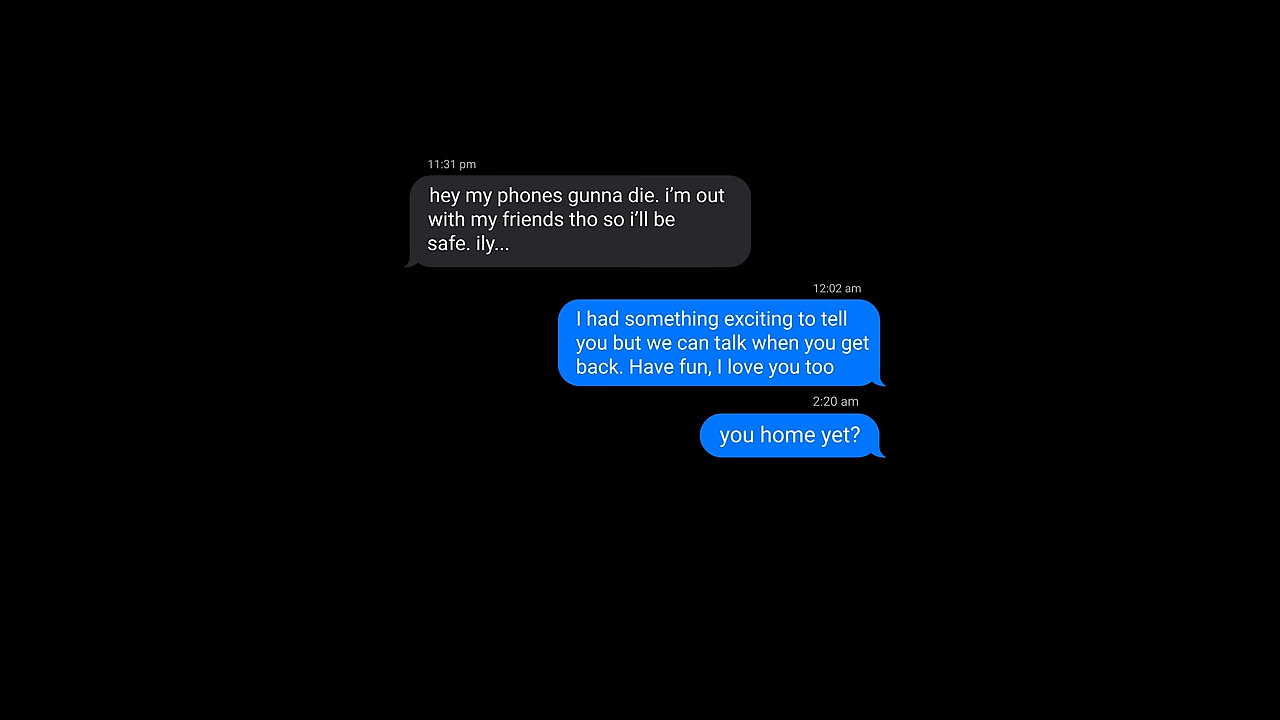 11:31 pm
hey my phones gunna die. i’m out
with my friends tho so i’ll be
safe. ily...
12:02 am
I had something exciting to tell
you but we can talk when you get
back. Have fun, I love you too
2:20 am
you home yet?